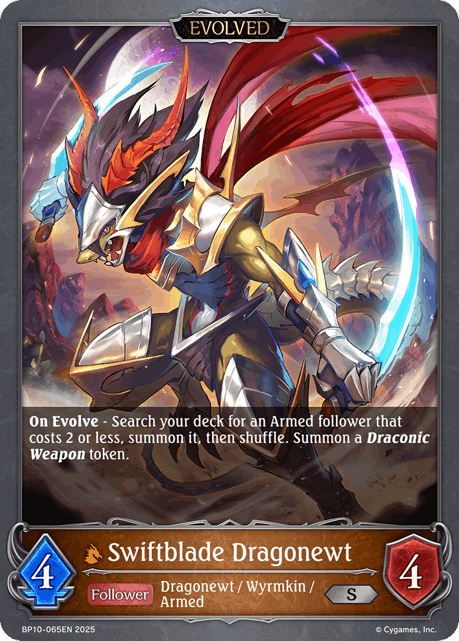 EVOLVED
On Evolve - Search your deck for an Armed follower that
costs 2 or less, summon it, then shuffle. Summon a Draconic
Weapon token.
Swiftblade Dragonewt
4
Follower
Dragonewt / Wyrmkin /
Armed
S
4
BP10-065EN 2025
© Cygames, Inc.